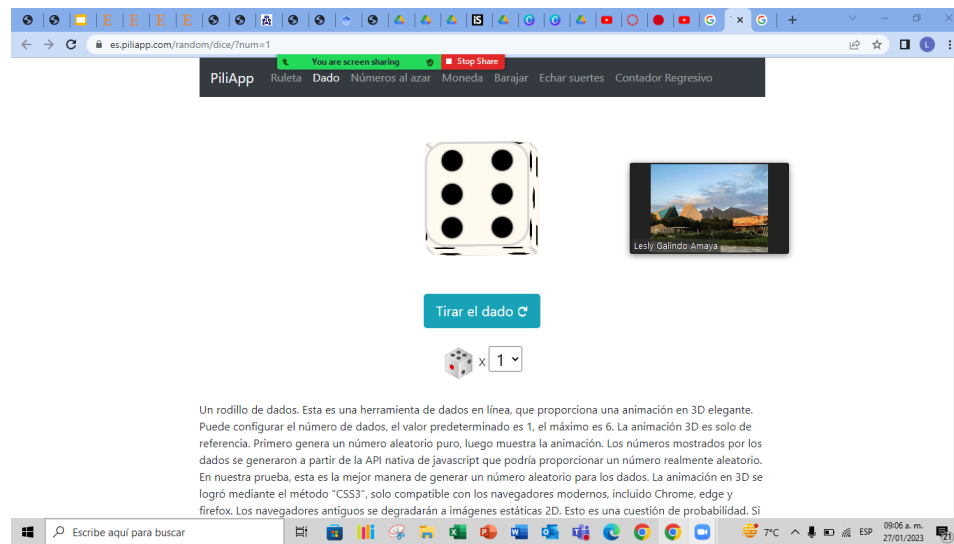 es.piliapp.com/random/dice/?num=1
You are screen sharing
Stop Share
PiliApp Ruleta Dado Números al azar Moneda Barajar Echar suertes Contador Regresivo
Lesly Galindo Amaya
Tirar el dado
x 1
Un rodillo de dados. Esta es una herramienta de dados en línea, que proporciona una animación en 3D elegante.
Puede configurar el número de dados, el valor predeterminado es 1, el máximo es 6. La animación 3D es solo de
referencia. Primero genera un número aleatorio puro, luego muestra la animación. Los números mostrados por los
dados se generaron a partir de la API nativa de javascript que podría proporcionar un número realmente aleatorio.
En nuestra prueba, esta es la mejor manera de generar un número aleatorio para los dados. La animación en 3D se
logró mediante el método "CSS3", solo compatible con los navegadores modernos, incluido Chrome, edge y
firefox. Los navegadores antiguos se degradarán a imágenes estáticas 2D. Esto es una cuestión de probabilidad. Si
Escribe aquí para buscar
7°C
ESP
09:06 a. m.
27/01/2023
21